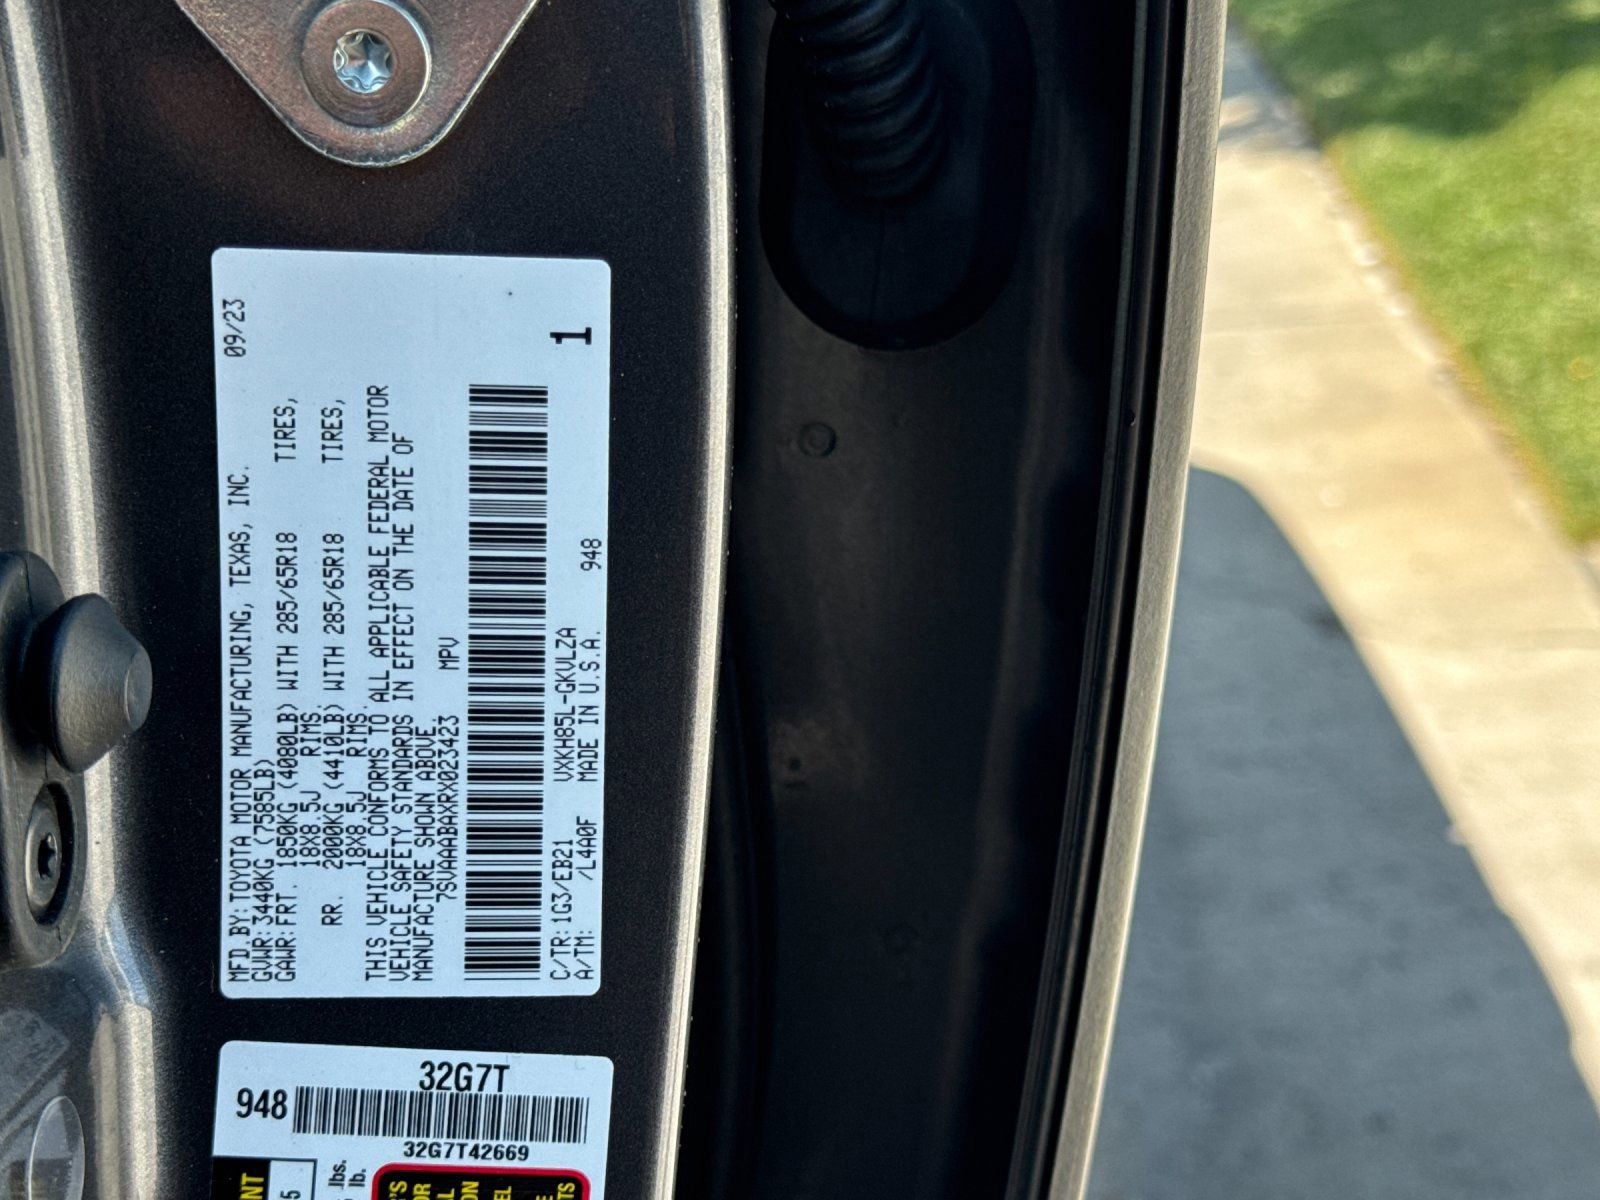 MFD.BY:TOYOTA MOTOR MANUFACTURING, TEXAS, INC. 09/23
GVWR:3440KG(7585LB)
GAWR:FRT. 1850KG (4080LB) WITH 285/65R18 TIRES,
18X8.5J RIMS,
RR. 2000KG (4410LB) WITH 285/65R18 TIRES,
18X8.5J RIMS.
THIS VEHICLE CONFORMS TO ALL APPLICABLE FEDERAL MOTOR
VEHICLE SAFETY STANDARDS IN EFFECT ON THE DATE OF
MANUFACTURE SHOWN ABOVE.
7SVAAABAXRX023423 MPV
C/TR:1G3/EB21 VXKH85L-GKVLZA
A/TM: /L4A0F MADE IN U.S.A. 948
1
32G7T
948
32G7T42669
lbs.
lb.